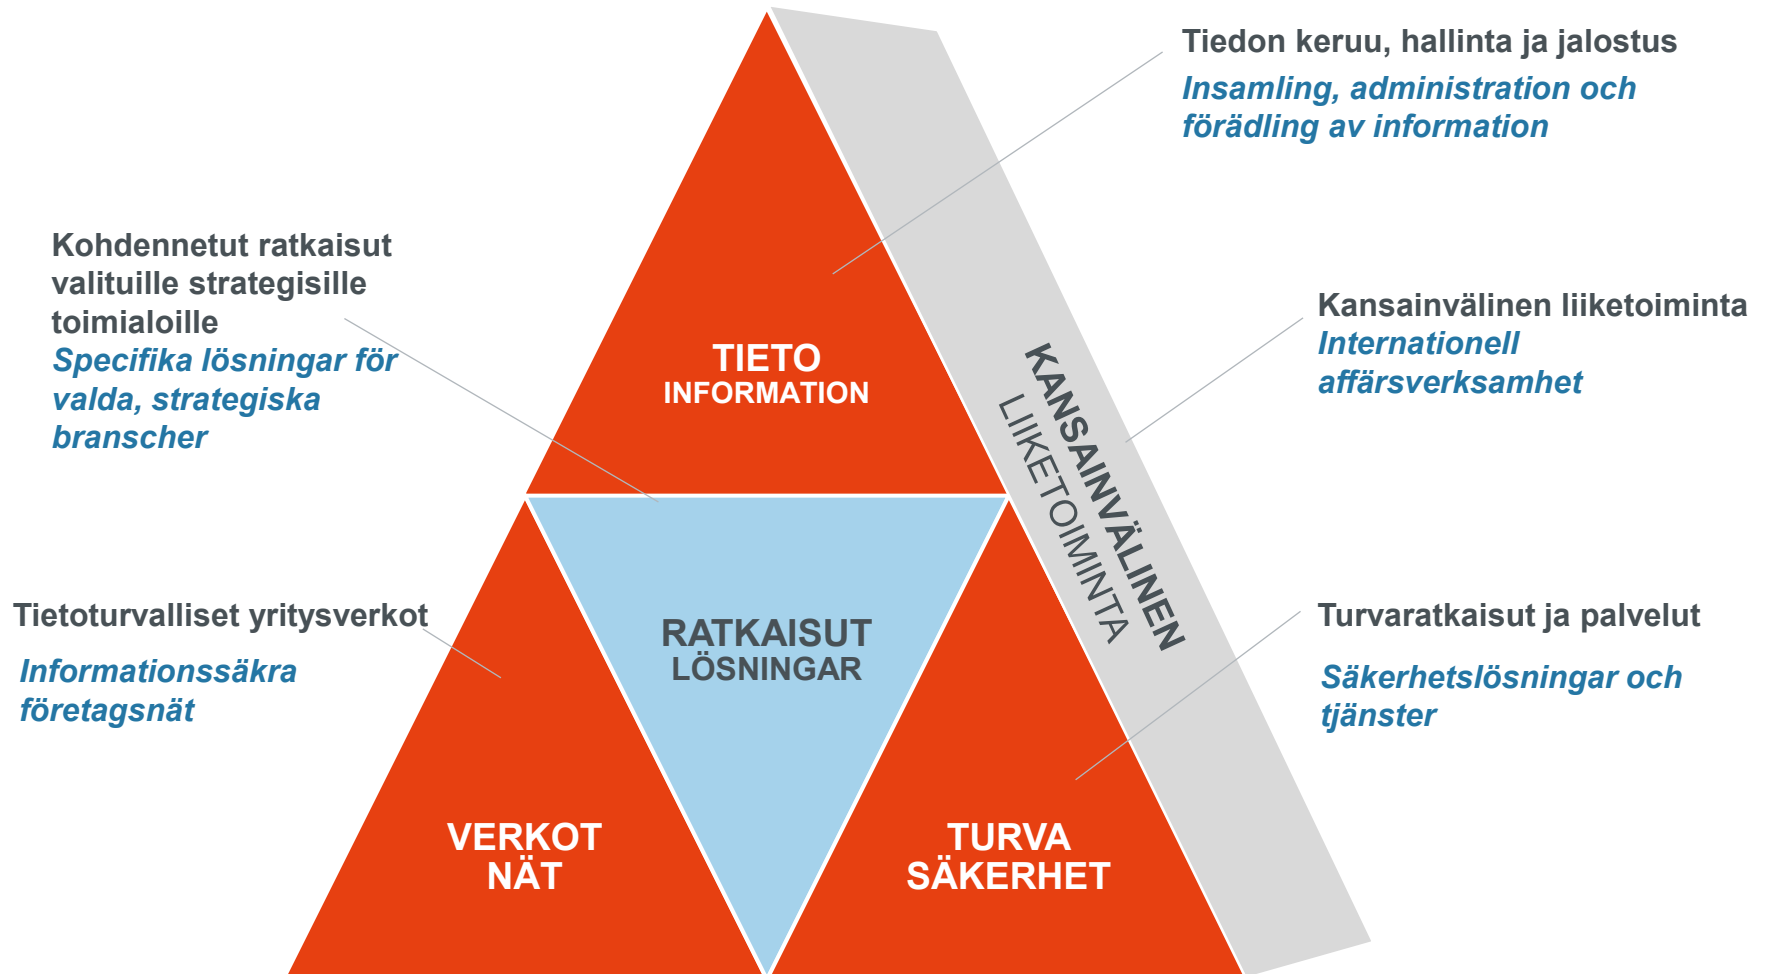 Tiedon keruu, hallinta ja jalostus
Insamling, administration och
förädling av information
Kohdennetut ratkaisut
valituille strategisille
toimialoille
Specifika lösningar för
valda, strategiska
branscher
Kansainvälinen liiketoiminta
Internationell
affärsverksamhet
TIETO
INFORMATION
KANSAINVÄLINEN
LIIKETOIMINTA
Tietoturvalliset yritysverkot
Informationssäkra
företagsnät
RATKAISUT
LÖSNINGAR
Turvaratkaisut ja palvelut
Säkerhetslösningar och
tjänster
VERKOT
NÄT
TURVA
SÄKERHET